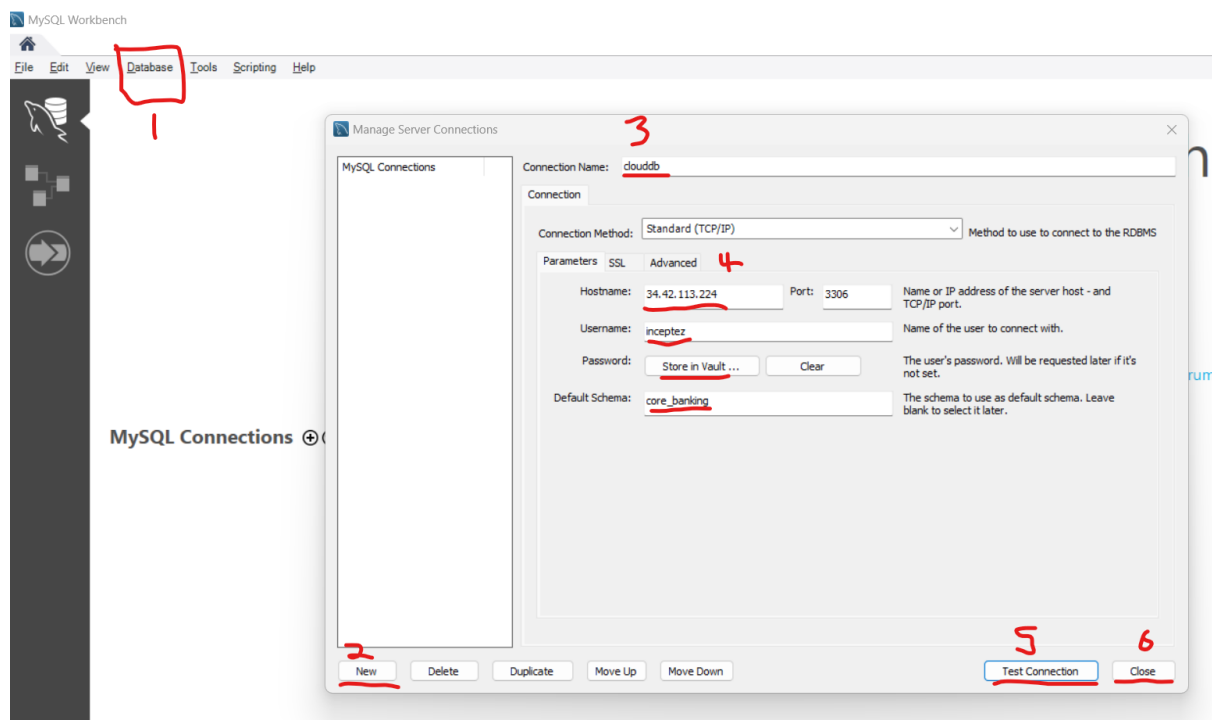 MySQL Workbench
File Edit View Database Tools Scripting Help
1
Manage Server Connections
3
MySQL Connections
Connection Name: clouddb
Connection
Connection Method: Standard (TCP/IP) Method to use to connect to the RDBMS
Parameters SSL Advanced 4
Hostname: 34.42.113.224 Port: 3306 Name or IP address of the server host - and
TCP/IP port.
Username: inceptez Name of the user to connect with.
Password: Store in Vault ... Clear The user's password. Will be requested later if it's
not set.
rum
Default Schema: core_banking The schema to use as default schema. Leave
blank to select it later.
MySQL Connections
2 5 6
New Delete Duplicate Move Up Move Down Test Connection Close